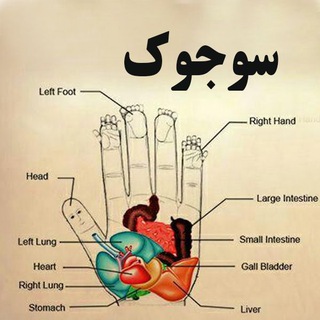 سوجوک
Left Foot
Right Hand
Head
Large Intestine
Left Lung
Small Intestine
Heart
Gall Bladder
Right Lung
Stomach
Liver